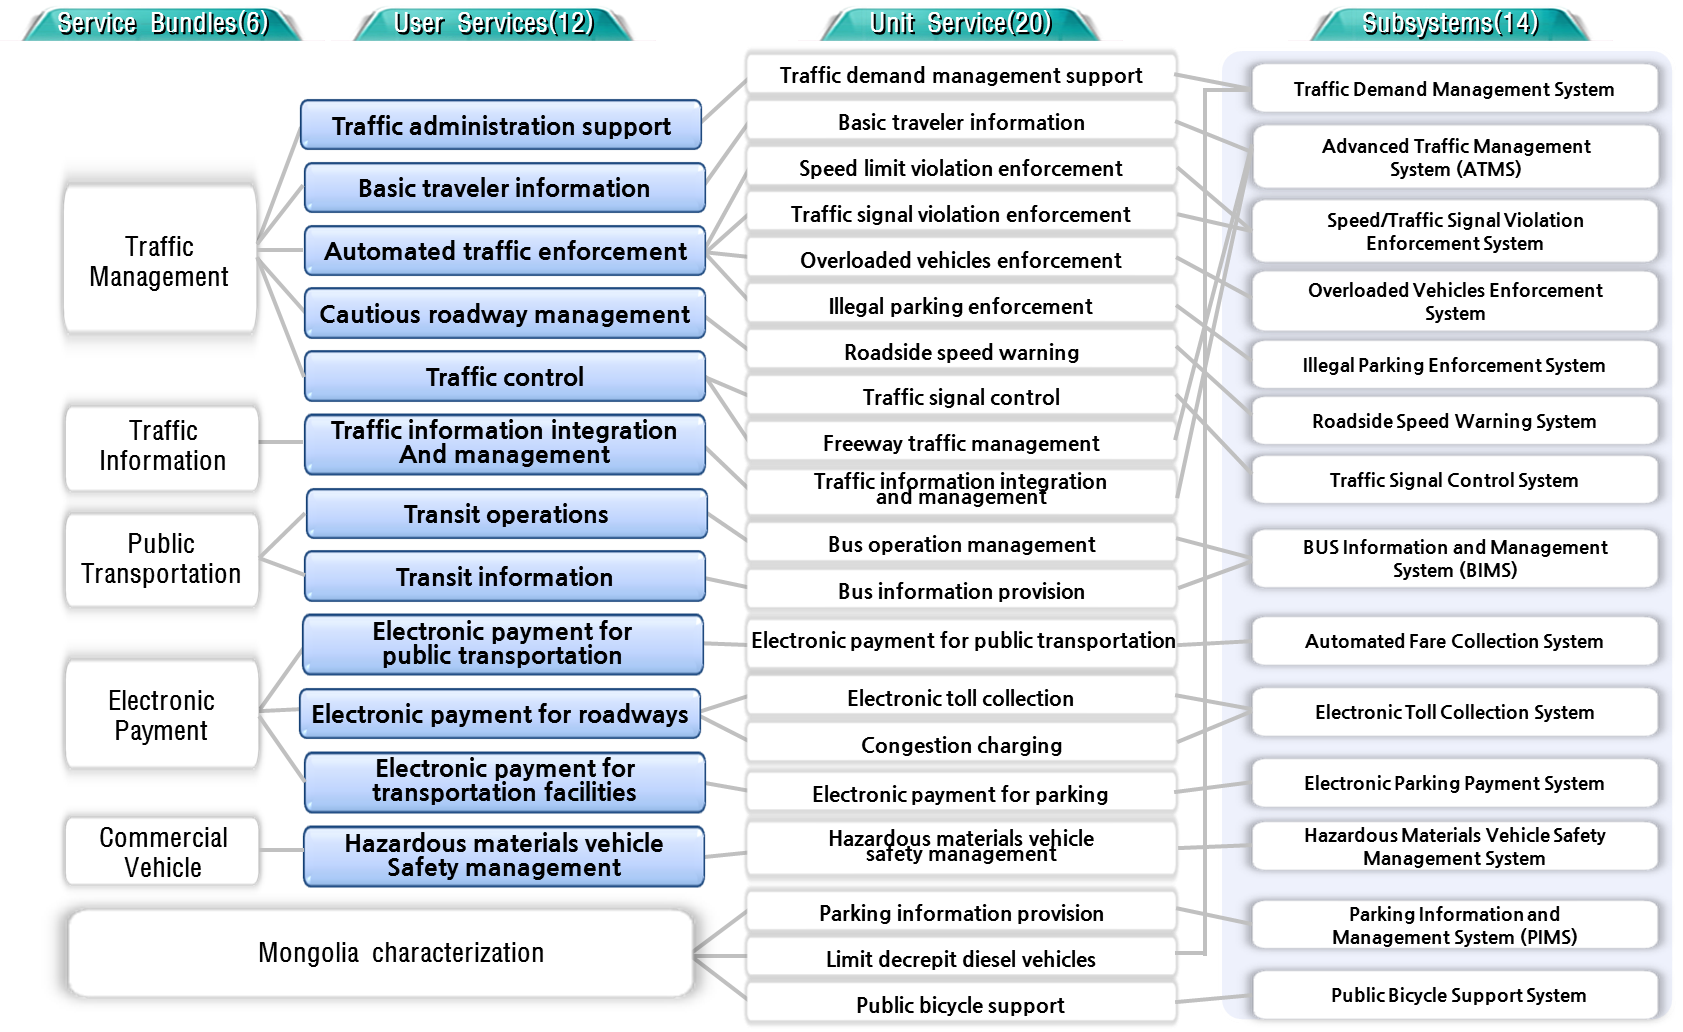 Service Bundles(6)
User Services(12)
Unit Service(20)
Subsystems(14)
Traffic
Management
Traffic
Information
Public
Transportation
Electronic
Payment
Commercial
Vehicle
Mongolia characterization
Traffic administration support
Basic traveler information
Automated traffic enforcement
Cautious roadway management
Traffic control
Traffic information integration
And management
Transit operations
Transit information
Electronic payment for
public transportation
Electronic payment for roadways
Electronic payment for
transportation facilities
Hazardous materials vehicle
Safety management
Traffic demand management support
Basic traveler information
Speed limit violation enforcement
Traffic signal violation enforcement
Overloaded vehicles enforcement
Illegal parking enforcement
Roadside speed warning
Traffic signal control
Freeway traffic management
Traffic information integration
and management
Bus operation management
Bus information provision
Electronic payment for public transportation
Electronic toll collection
Congestion charging
Electronic payment for parking
Hazardous materials vehicle
safety management
Parking information provision
Limit decrepit diesel vehicles
Public bicycle support
Traffic Demand Management System
Advanced Traffic Management
System (ATMS)
Speed/Traffic Signal Violation
Enforcement System
Overloaded Vehicles Enforcement
System
Illegal Parking Enforcement System
Roadside Speed Warning System
Traffic Signal Control System
BUS Information and Management
System (BIMS)
Automated Fare Collection System
Electronic Toll Collection System
Electronic Parking Payment System
Hazardous Materials Vehicle Safety
Management System
Parking Information and
Management System (PIMS)
Public Bicycle Support System